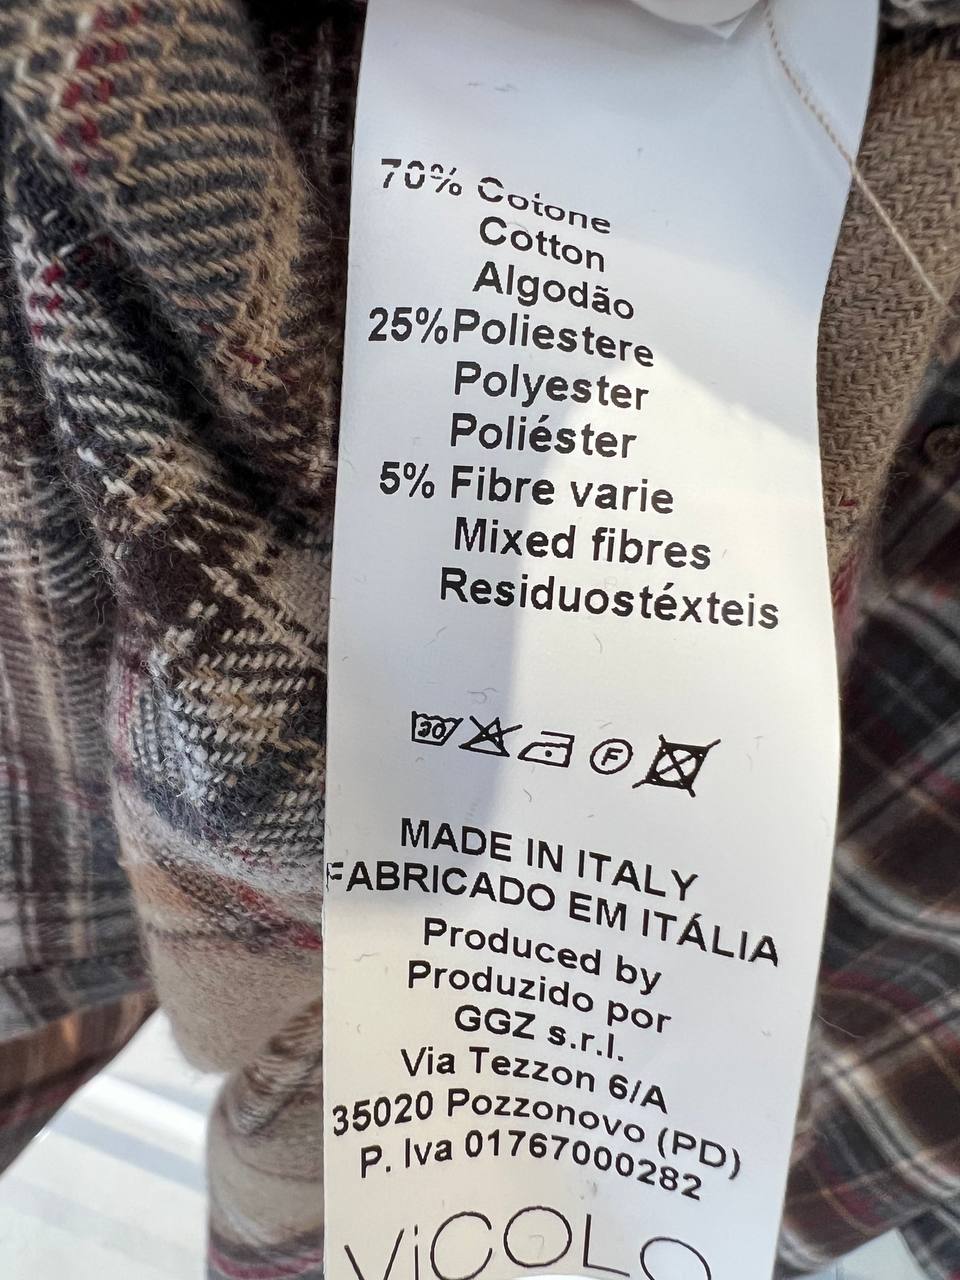 70% Cotone
Cotton
Algodão
25%Poliestere
Polyester
Poliéster
5% Fibre varie
Mixed fibres
Residuostéxteis
30 F
MADE IN ITALY
FABRICADO EM ITÁLIA
Produced by
Produzido por
GGZ s.r.l.
Via Tezzon 6/A
35020 Pozzonovo (PD)
P. Iva 01767000282
ViCOLO